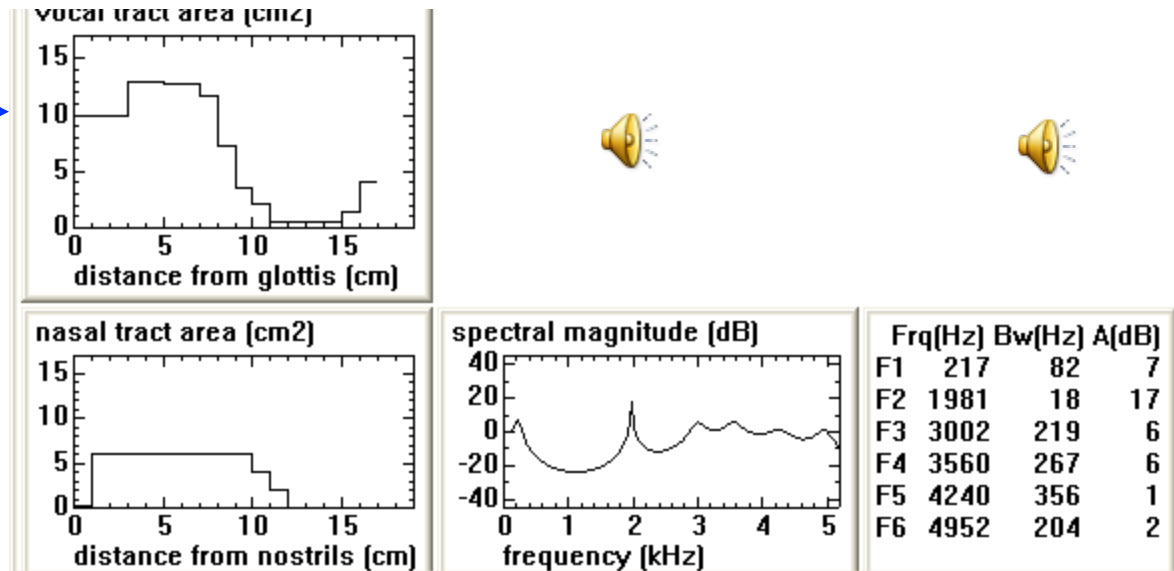 vocal tract area (cm2)
15
10
5
0
0 5 10 15
distance from glottis (cm)
nasal tract area (cm2)
15
10
5
0
0 5 10 15
distance from nostrils (cm)
spectral magnitude (dB)
40
20
0
-20
-40
0 1 2 3 4 5
frequency (kHz)
Frq(Hz) Bw(Hz) A(dB)
F1 217 82 7
F2 1981 18 17
F3 3002 219 6
F4 3560 267 6
F5 4240 356 1
F6 4952 204 2